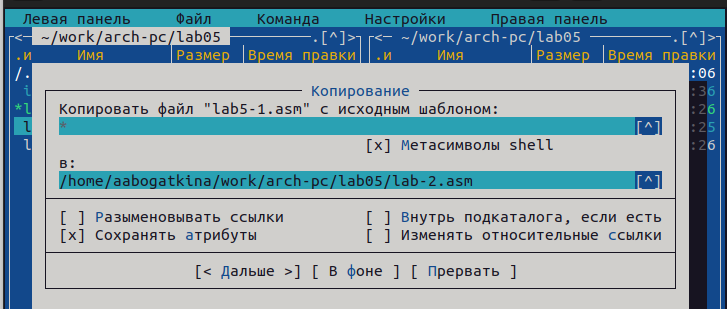 Левая панель Файл Команда Настройки Правая панель
<─ ~/work/arch-pc/lab05 ─.[^]> <─ ~/work/arch-pc/lab05 ─.[^]>
.и Имя Размер Время правки .и Имя Размер Время правки
/. :06
Копирование
i :36
Копировать файл "lab5-1.asm" с исходным шаблоном:
*l :26
* [^]
l :25
[x] Метасимволы shell
l :26
в:
/home/aabogatkina/work/arch-pc/lab05/lab-2.asm [^]
[ ] Разыменовывать ссылки [ ] Внутрь подкаталога, если есть
[x] Сохранять атрибуты [ ] Изменять относительные ссылки
[< Дальше >] [ В фоне ] [ Прервать ]